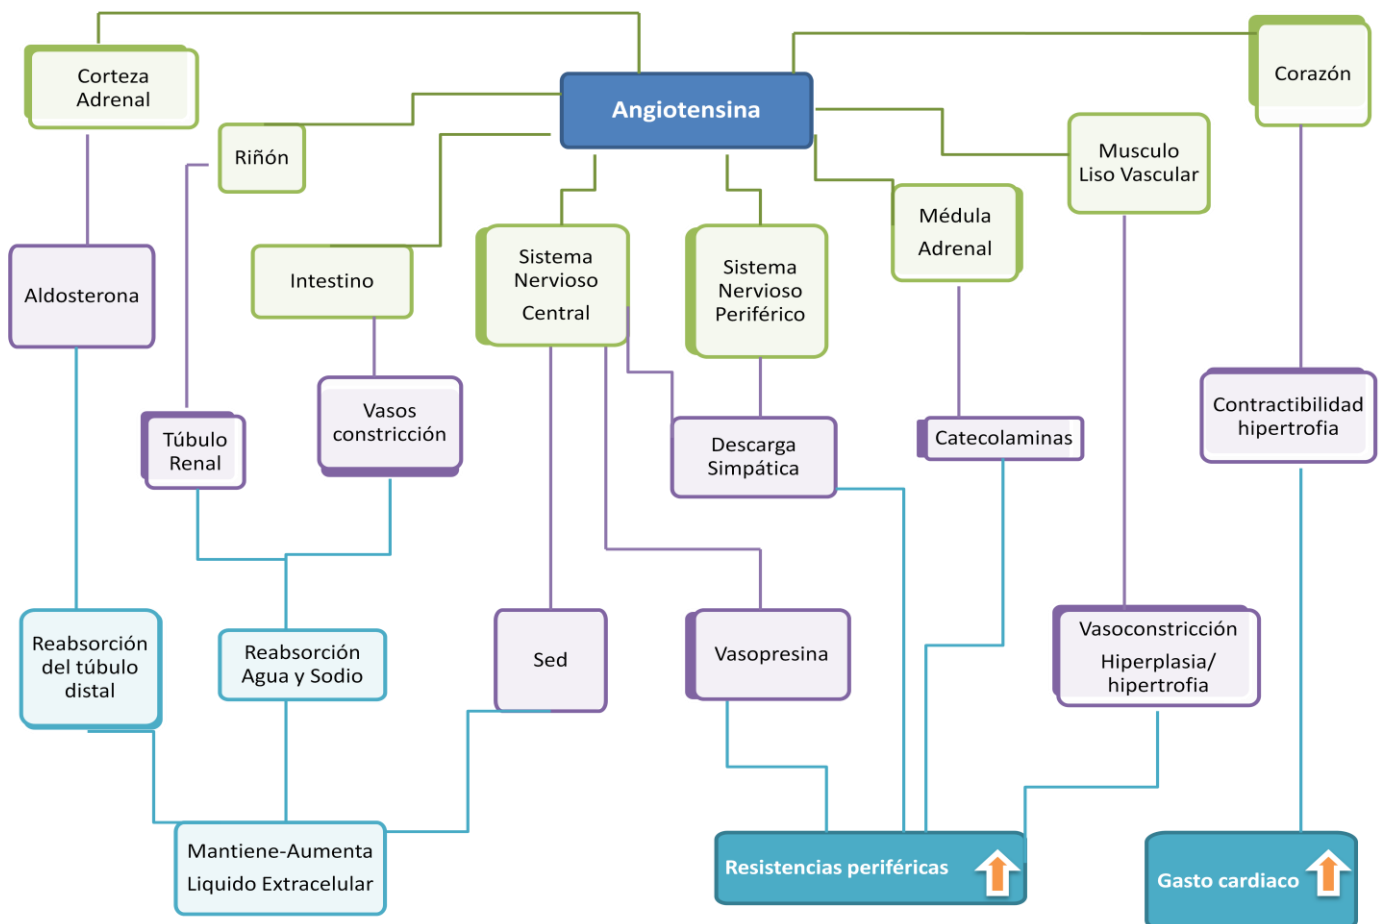 Corteza
Adrenal
Angiotensina
Corazón
Riñón
Musculo
Liso Vascular
Médula
Adrenal
Aldosterona
Intestino
Sistema
Nervioso
Central
Sistema
Nervioso
Periférico
Túbulo
Renal
Vasos
constricción
Descarga
Simpática
Catecolaminas
Contractibilidad
hipertrofia
Reabsorción
del túbulo
distal
Reabsorción
Agua y Sodio
Sed
Vasopresina
Vasoconstricción
Hiperplasia/
hipertrofia
Mantiene-Aumenta
Liquido Extracelular
Resistencias periféricas
Gasto cardiaco